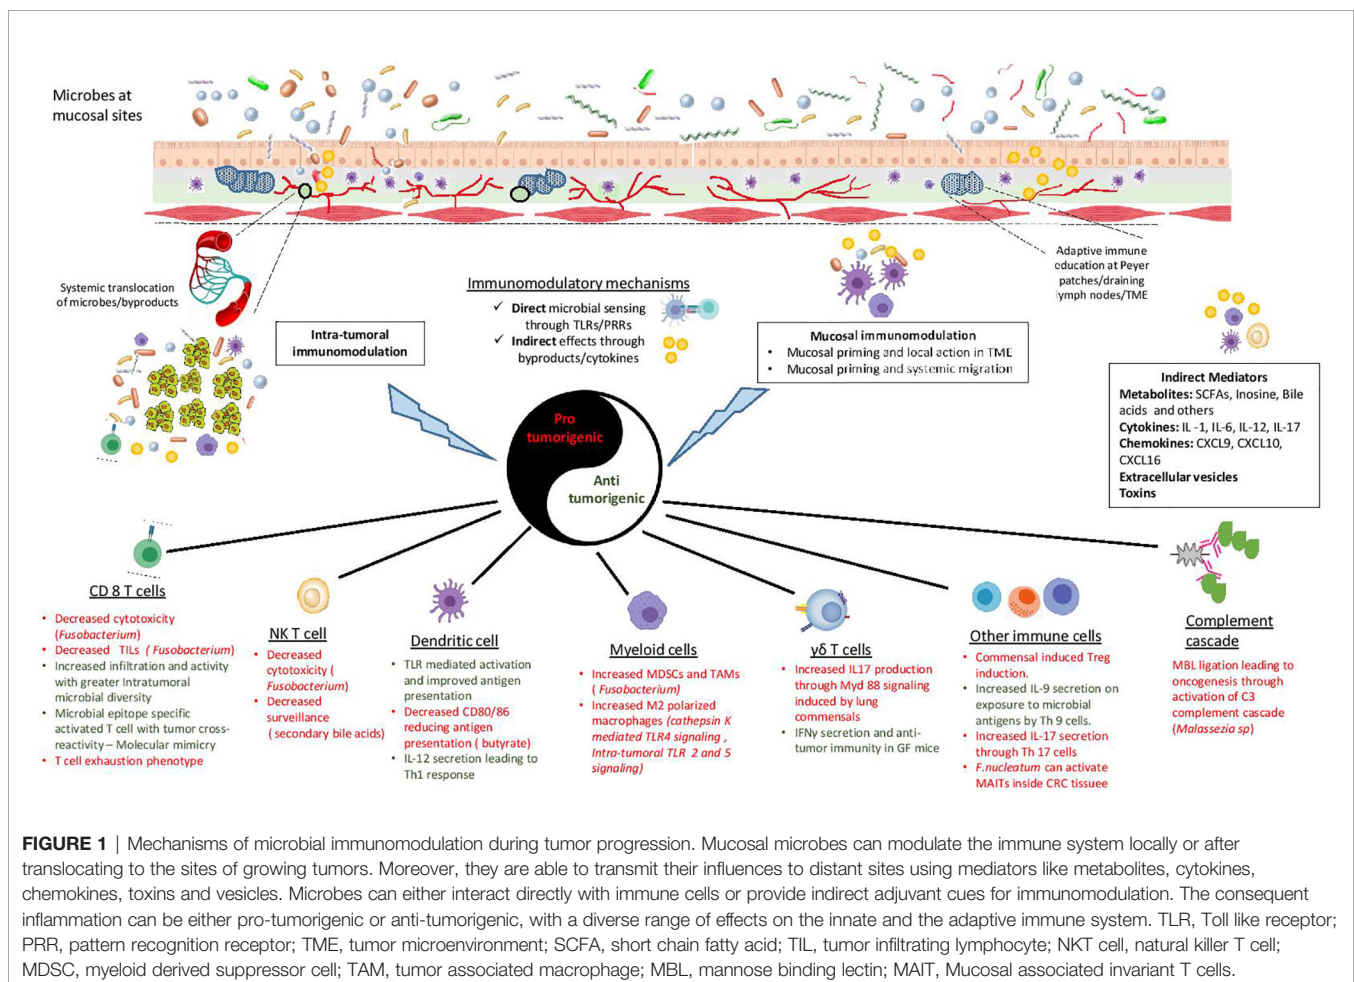 Microbes at
mucosal sites
Systemic translocation
of microbes/byproducts
Intra-tumoral
immunomodulation
Immunomodulatory mechanisms
✓ Direct microbial sensing
through TLRs/PRRs
✓ Indirect effects through
byproducts/cytokines
Mucosal immunomodulation
• Mucosal priming and local action in TME
• Mucosal priming and systemic migration
Adaptive immune
education at Peyer
patches/draining
lymph nodes/TME
Indirect Mediators
Metabolites: SCFAs, Inosine, Bile
acids and others
Cytokines: IL -1, IL-6, IL-12, IL-17
Chemokines: CXCL9, CXCL10,
CXCL16
Extracellular vesicles
Toxins
Pro
tumorigenic
Anti
tumorigenic
CD 8 T cells
• Decreased cytotoxicity
(Fusobacterium)
• Decreased TILs ( Fusobacterium)
• Increased infiltration and activity
with greater Intratumoral
microbial diversity
• Microbial epitope specific
activated T cell with tumor cross-
reactivity – Molecular mimicry
• T cell exhaustion phenotype
NK T cell
• Decreased
cytotoxicity (
Fusobacterium)
• Decreased
surveillance
( secondary bile acids)
Dendritic cell
• TLR mediated activation
and improved antigen
presentation
• Decreased CD80/86
reducing antigen
presentation ( butyrate)
• IL-12 secretion leading to
Th1 response
Myeloid cells
• Increased MDSCs and TAMs
( Fusobacterium)
• Increased M2 polarized
macrophages (cathepsin K
mediated TLR4 signaling ,
Intra-tumoral TLR 2 and 5
signaling)
γδ T cells
• Increased IL17 production
through Myd 88 signaling
induced by lung
commensals
• IFNγ secretion and anti-
tumor immunity in GF mice
Other immune cells
• Commensal induced Treg
induction.
• Increased IL-9 secretion on
exposure to microbial
antigens by Th 9 cells.
• Increased IL-17 secretion
through Th 17 cells
• F.nucleatum can activate
MAITs inside CRC tissuee
Complement
cascade
MBL ligation leading to
oncogenesis through
activation of C3
complement cascade
(Malassezia sp)
FIGURE 1 | Mechanisms of microbial immunomodulation during tumor progression. Mucosal microbes can modulate the immune system locally or after
translocating to the sites of growing tumors. Moreover, they are able to transmit their influences to distant sites using mediators like metabolites, cytokines,
chemokines, toxins and vesicles. Microbes can either interact directly with immune cells or provide indirect adjuvant cues for immunomodulation. The consequent
inflammation can be either pro-tumorigenic or anti-tumorigenic, with a diverse range of effects on the innate and the adaptive immune system. TLR, Toll like receptor;
PRR, pattern recognition receptor; TME, tumor microenvironment; SCFA, short chain fatty acid; TIL, tumor infiltrating lymphocyte; NKT cell, natural killer T cell;
MDSC, myeloid derived suppressor cell; TAM, tumor associated macrophage; MBL, mannose binding lectin; MAIT, Mucosal associated invariant T cells.